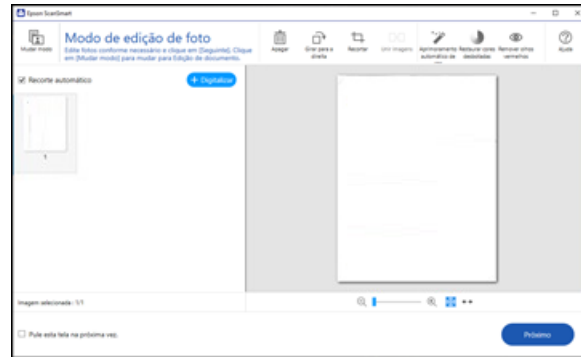 Epson ScanSmart
Mudar modo
Modo de edição de foto
Edite fotos conforme necessário e clique em [Seguinte]. Clique
em [Mudar modo] para mudar para Edição de documento.
Apagar
Girar para a
direita
Recortar
Unir imagens
Aprimoramento
automático de
Restaurar cores
desbotadas
Remover olhos
vermelhos
Ajuda
Recorte automático
+ Digitalizar
1
Imagem selecionada: 1/1
Pule esta tela na próxima vez.
Próximo